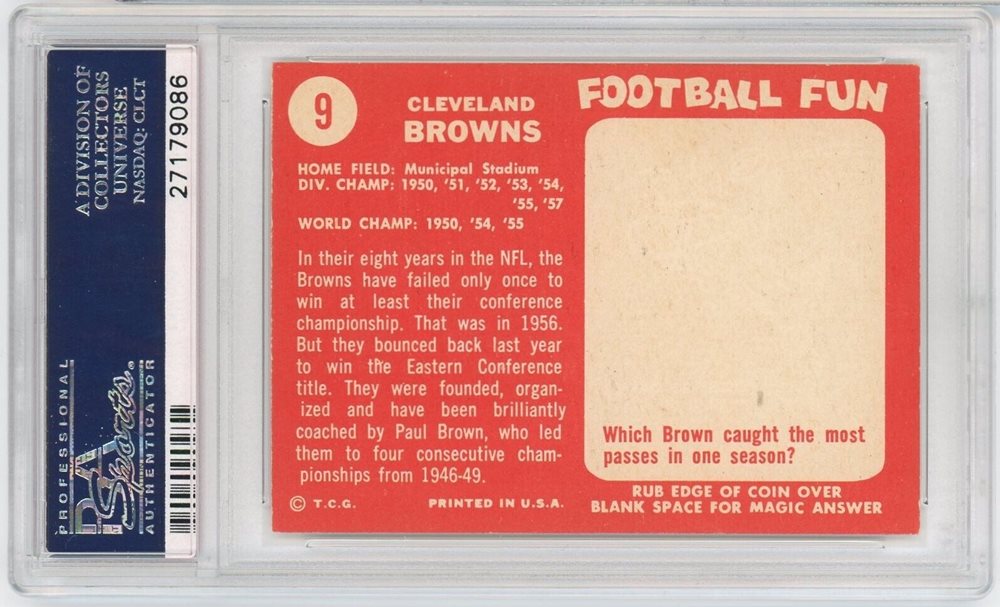 A DIVISION OF
COLLECTORS
UNIVERSE
NASDAQ: CLCT
27179086
PROFESSIONAL
PSA
Sports®
AUTHENTICATOR
9
CLEVELAND
BROWNS
HOME FIELD: Municipal Stadium
DIV. CHAMP: 1950, '51, '52, '53, '54,
'55, '57
WORLD CHAMP: 1950, '54, '55
In their eight years in the NFL, the
Browns have failed only once to
win at least their conference
championship. That was in 1956.
But they bounced back last year
to win the Eastern Conference
title. They were founded, organ-
ized and have been brilliantly
coached by Paul Brown, who led
them to four consecutive cham-
pionships from 1946-49.
© T.C.G. PRINTED IN U.S.A.
FOOTBALL FUN
Which Brown caught the most
passes in one season?
RUB EDGE OF COIN OVER
BLANK SPACE FOR MAGIC ANSWER